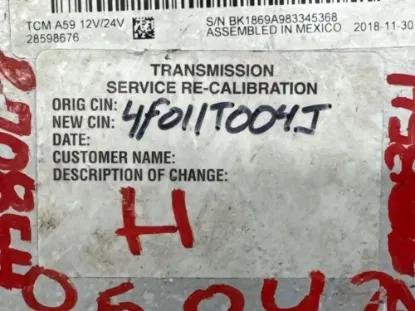 TCM A59 12V/24V
28598676
S/N BK1869A983345368
ASSEMBLED IN MEXICO
2018-11-30
TRANSMISSION
SERVICE RE-CALIBRATION
ORIG CIN:
NEW CIN: 4F011T004J
DATE:
CUSTOMER NAME:
DESCRIPTION OF CHANGE:
H